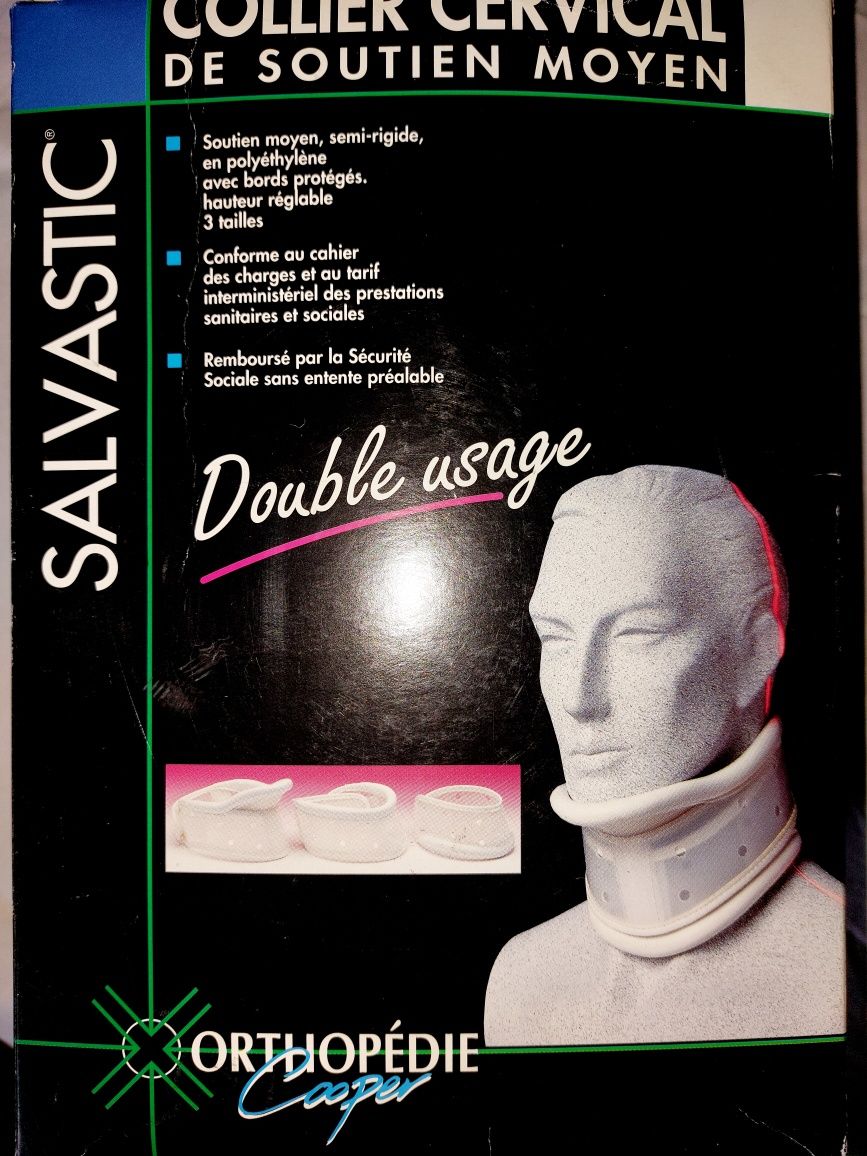 COLLIER CERVICAL
DE SOUTIEN MOYEN
SALVASTIC®
Soutien moyen, semi-rigide,
en polyéthylène
avec bords protégés.
hauteur réglable
3 tailles
Conforme au cahier
des charges et au tarif
interministériel des prestations
sanitaires et sociales
Remboursé par la Sécurité
Sociale sans entente préalable
Double usage
ORTHOPÉDIE
Cooper